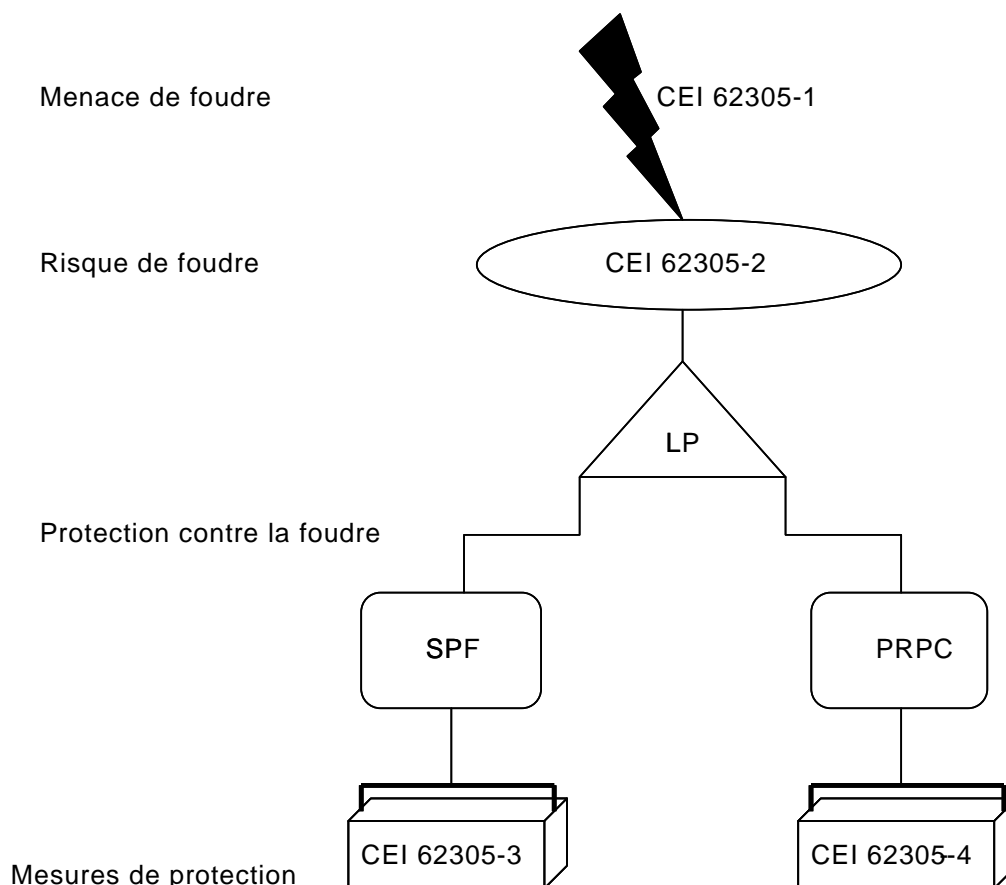 Menace de foudre
CEI 62305-1
Risque de foudre
CEI 62305-2
LP
Protection contre la foudre
SPF
PRPC
CEI 62305-3
CEI 62305-4
Mesures de protection